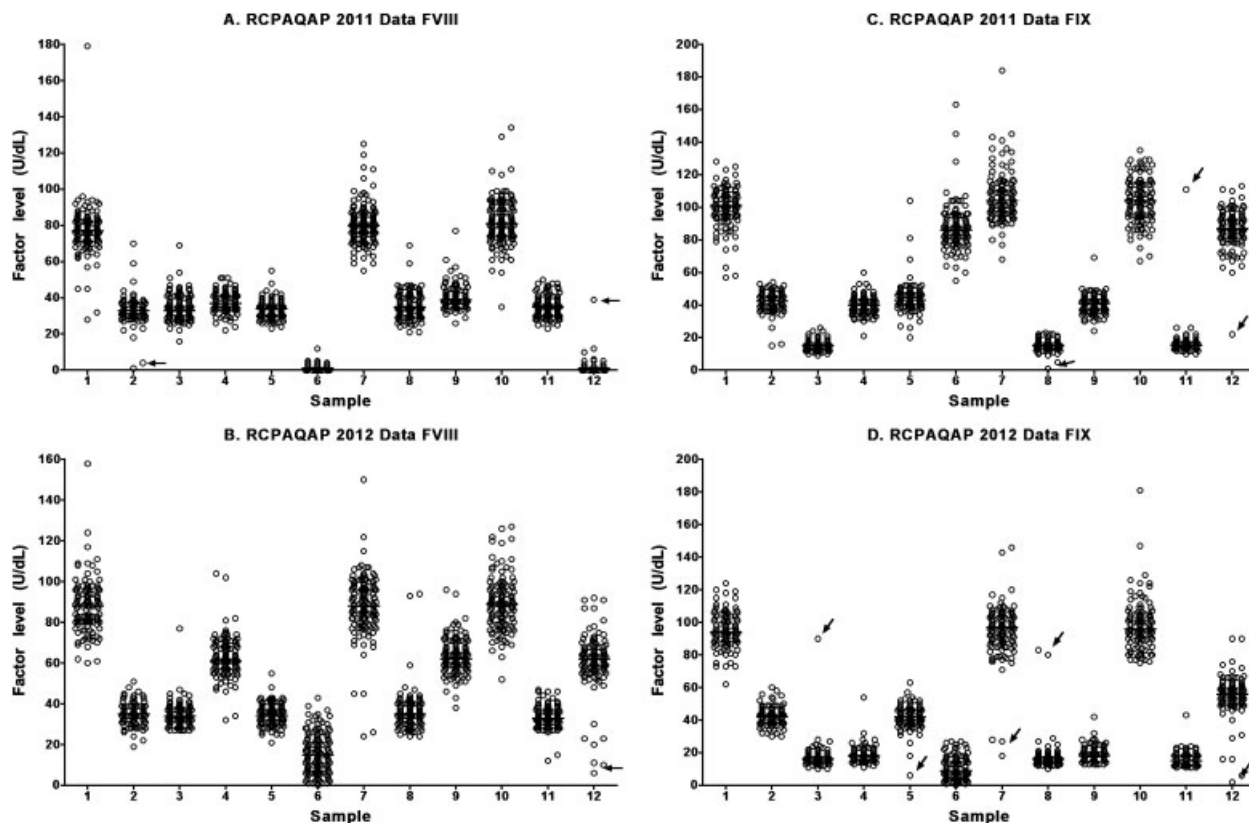 A. RCPAQAP 2011 Data FVIII
180
160
140
120
100
80
60
40
20
0
Factor level (U/dL)
1 2 3 4 5 6 7 8 9 10 11 12
Sample
C. RCPAQAP 2011 Data FIX
200
180
160
140
120
100
80
60
40
20
0
Factor level (U/dL)
1 2 3 4 5 6 7 8 9 10 11 12
Sample
B. RCPAQAP 2012 Data FVIII
160
140
120
100
80
60
40
20
0
Factor level (U/dL)
1 2 3 4 5 6 7 8 9 10 11 12
Sample
D. RCPAQAP 2012 Data FIX
200
180
160
140
120
100
80
60
40
20
0
Factor level (U/dL)
1 2 3 4 5 6 7 8 9 10 11 12
Sample